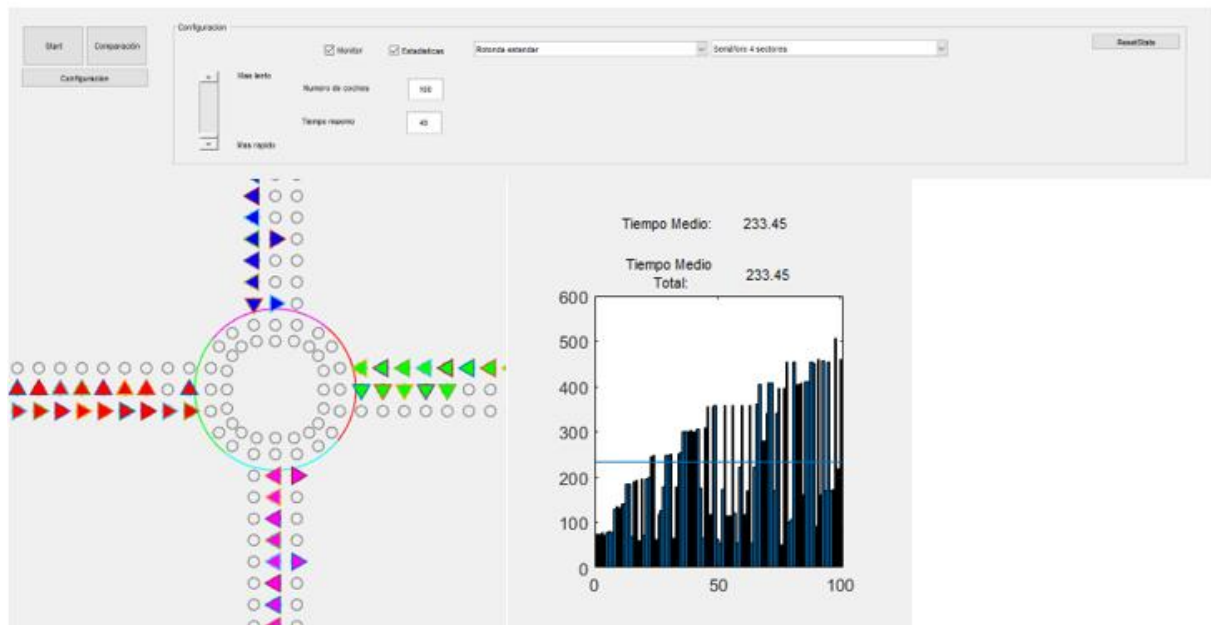 Configuracion
Start
Comparación
Configuración
Monitor
Estadisticas
Rotonda estandar
Semáforo 4 sectores
ResetStats
Mas lento
Numero de coches
100
Tiempo maximo
40
Mas rapido
Tiempo Medio: 233.45
Tiempo Medio
Total: 233.45
600
500
400
300
200
100
0
0 50 100